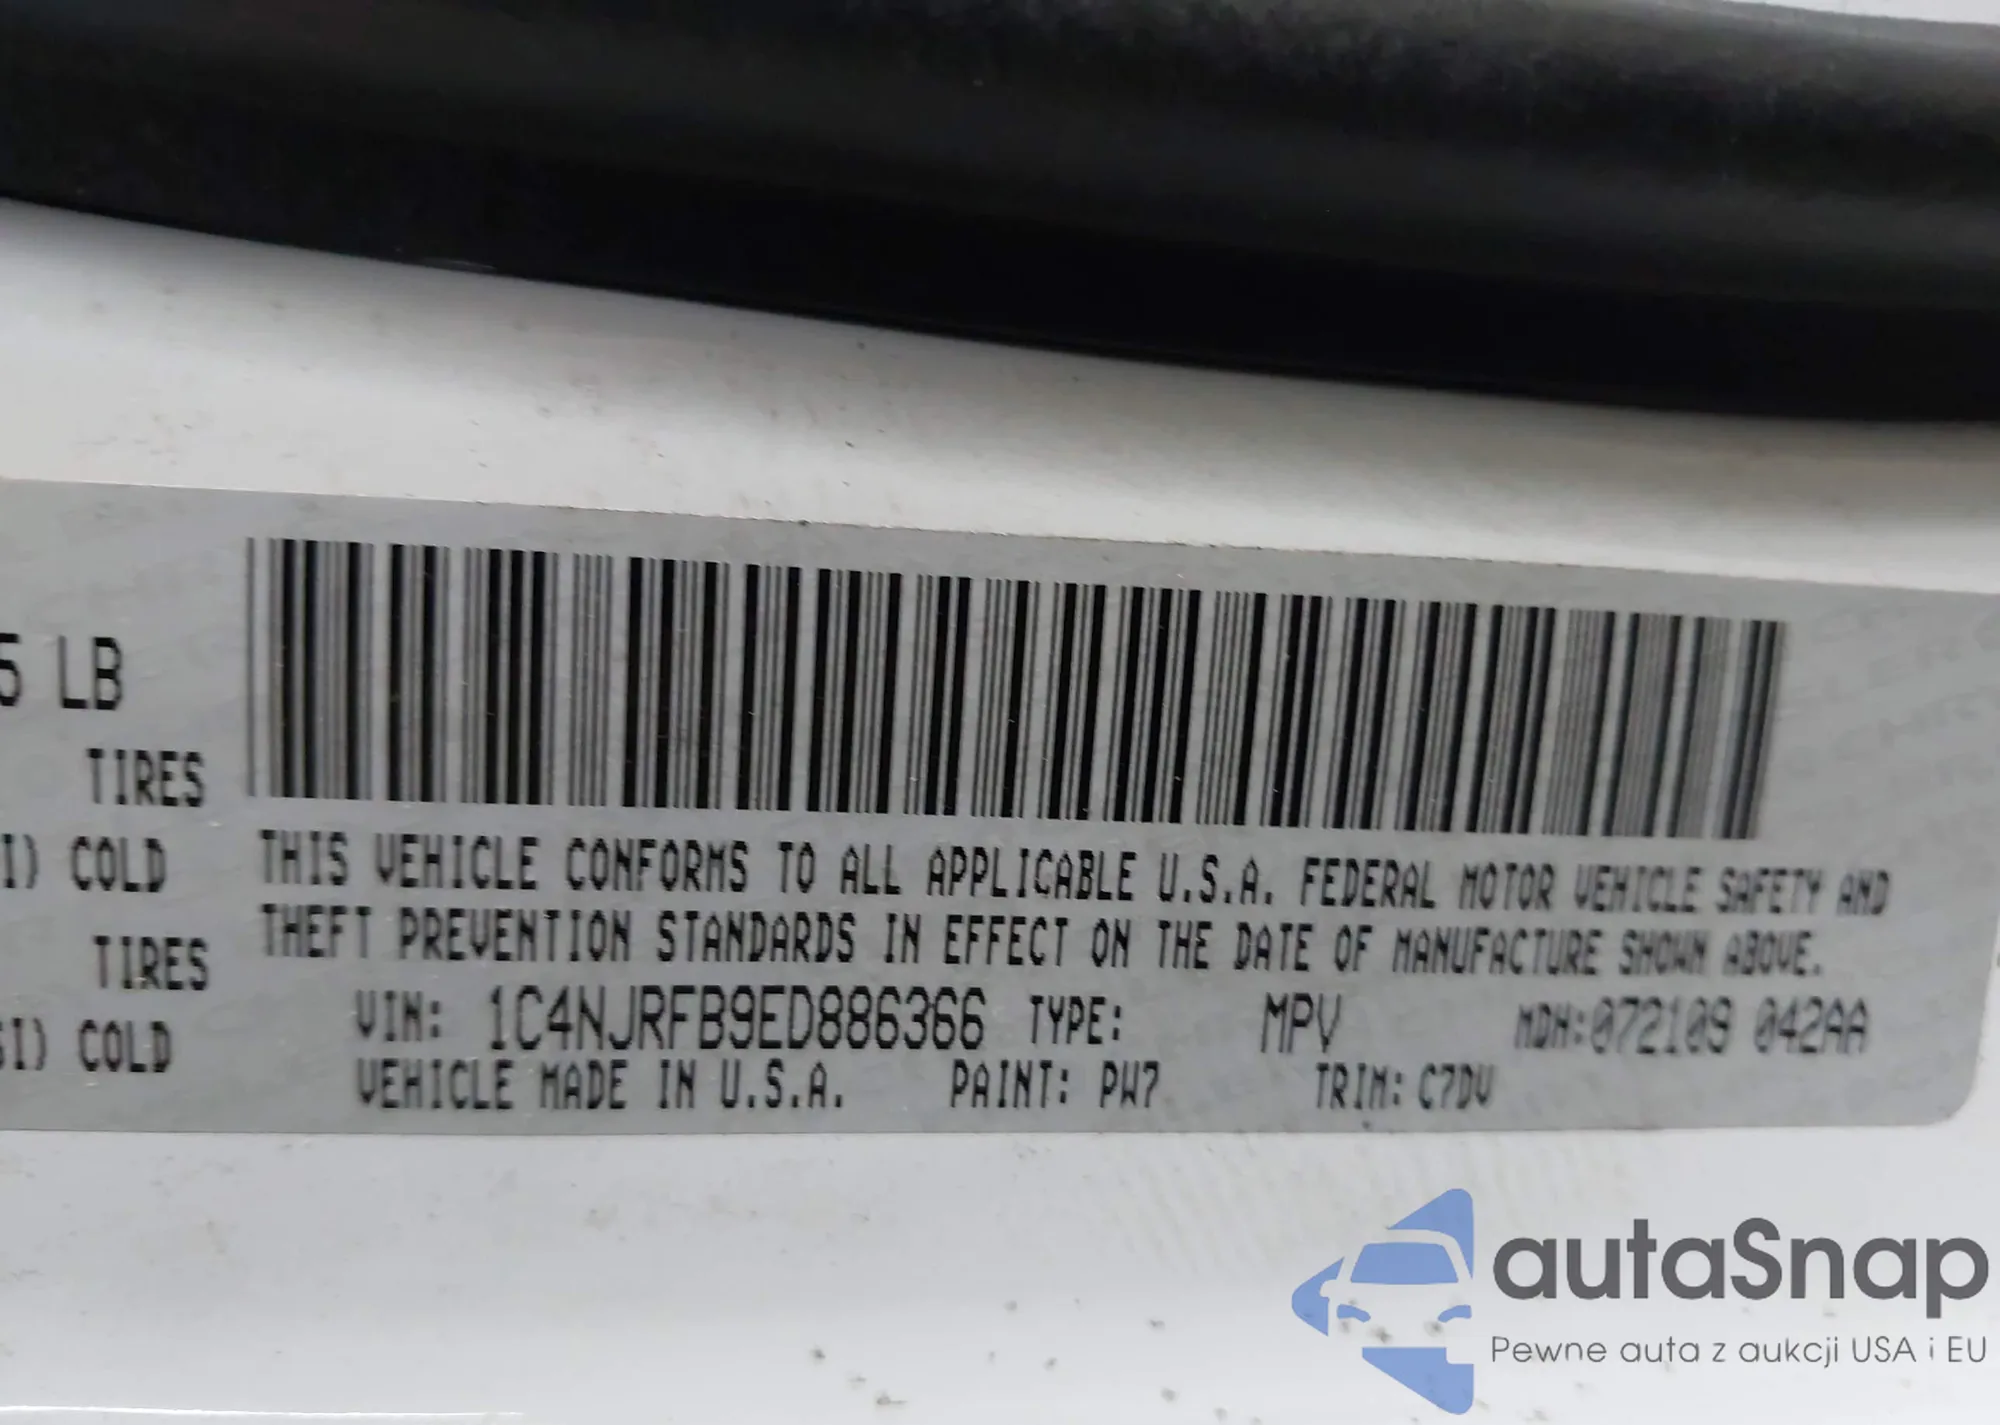 5 LB
TIRES
I) COLD
TIRES
SI) COLD
THIS VEHICLE CONFORMS TO ALL APPLICABLE U.S.A. FEDERAL MOTOR VEHICLE SAFETY AND
THEFT PREVENTION STANDARDS IN EFFECT ON THE DATE OF MANUFACTURE SHOWN ABOVE.
VIN: 1C4NJRFB9ED886366 TYPE: MPV MDH:072109 042AA
VEHICLE MADE IN U.S.A. PAINT: PW7 TRIM: C7DV
autaSnap
Pewne auta z aukcji USA i EU